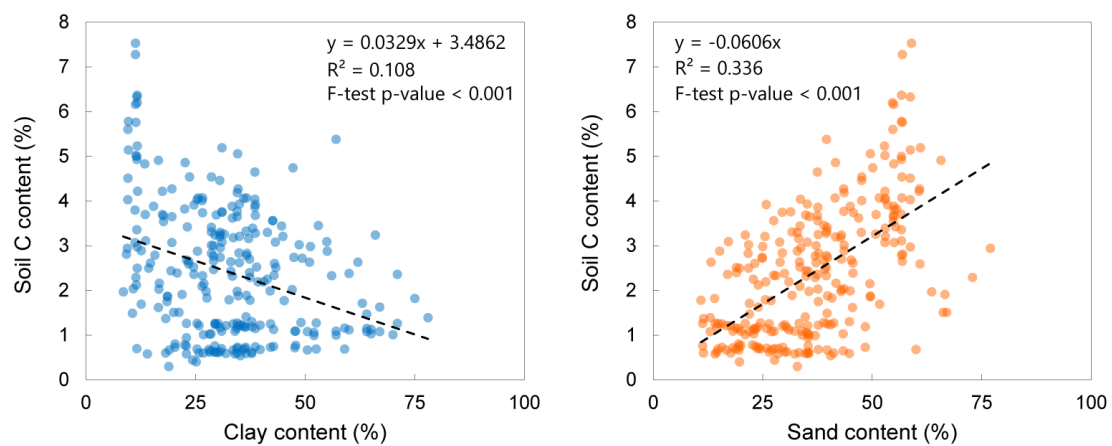 y = 0.0329x + 3.4862
R² = 0.108
F-test p-value < 0.001
Soil C content (%)
8
7
6
5
4
3
2
1
0
0 25 50 75 100
Clay content (%)
y = -0.0606x
R² = 0.336
F-test p-value < 0.001
Soil C content (%)
8
7
6
5
4
3
2
1
0
0 25 50 75 100
Sand content (%)